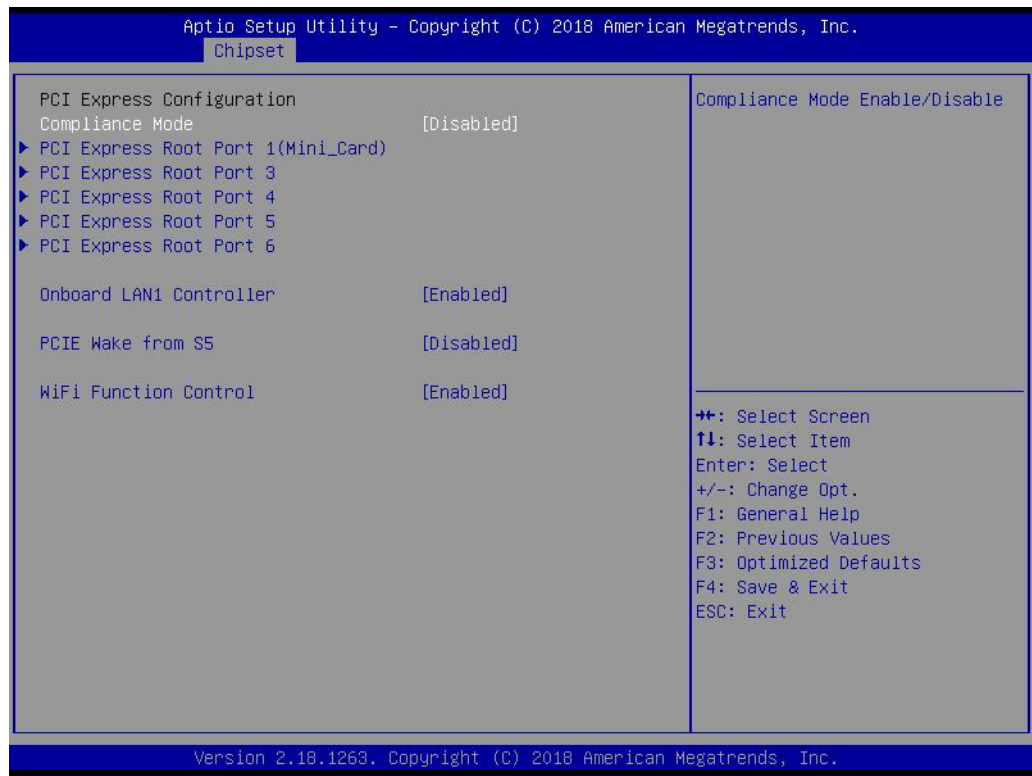 Aptio Setup Utility – Copyright (C) 2018 American Megatrends, Inc.
Chipset
PCI Express Configuration
Compliance Mode [Disabled]
PCI Express Root Port 1(Mini_Card)
PCI Express Root Port 3
PCI Express Root Port 4
PCI Express Root Port 5
PCI Express Root Port 6
Onboard LAN1 Controller [Enabled]
PCIE Wake from S5 [Disabled]
WiFi Function Control [Enabled]
Compliance Mode Enable/Disable
→←: Select Screen
↑↓: Select Item
Enter: Select
+/-: Change Opt.
F1: General Help
F2: Previous Values
F3: Optimized Defaults
F4: Save & Exit
ESC: Exit
Version 2.18.1263. Copyright (C) 2018 American Megatrends, Inc.